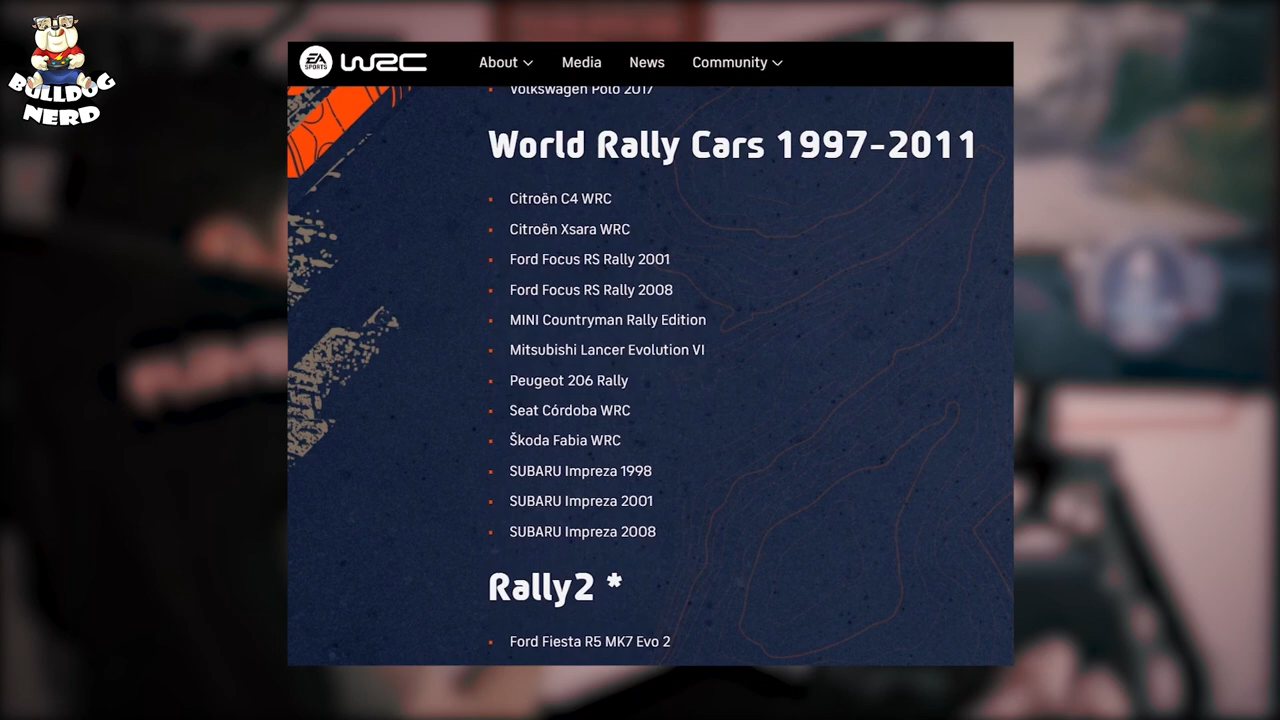 BULLDOG
NERD
EA
SPORTS
WRC
About Media News Community
Volkswagen Polo 2017
World Rally Cars 1997-2011
Citroën C4 WRC
Citroën Xsara WRC
Ford Focus RS Rally 2001
Ford Focus RS Rally 2008
MINI Countryman Rally Edition
Mitsubishi Lancer Evolution VI
Peugeot 206 Rally
Seat Córdoba WRC
Škoda Fabia WRC
SUBARU Impreza 1998
SUBARU Impreza 2001
SUBARU Impreza 2008
Rally2 *
Ford Fiesta R5 MK7 Evo 2